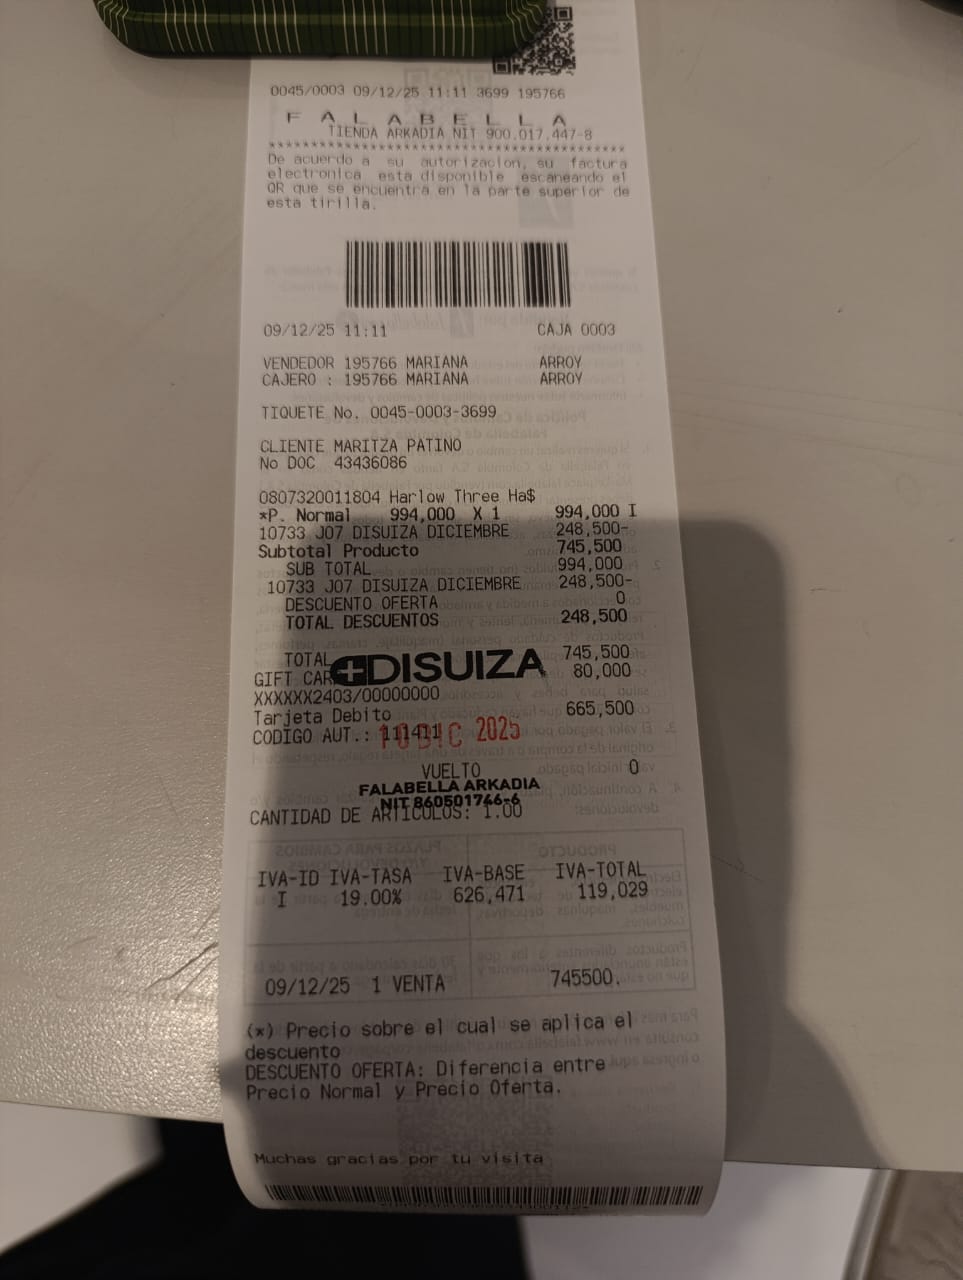 0045/0003 09/12/25 11:11 3699 195766
F A L A B E L L A
TIENDA ARKADIA NIT 900.017.447-8
**************************************************
De acuerdo a su autorizacion, su factura
electronica esta disponible escaneando el
QR que se encuentra en la parte superior de
esta tirilla.
09/12/25 11:11 CAJA 0003
VENDEDOR 195766 MARIANA ARROY
CAJERO : 195766 MARIANA ARROY
TIQUETE No. 0045-0003-3699
CLIENTE MARITZA PATINO
No DOC 43436086
0807320011804 Harlow Three Ha$
*P. Normal 994,000 X 1 994,000 I
10733 J07 DISUIZA DICIEMBRE 248,500-
Subtotal Producto 745,500
SUB TOTAL 994,000
10733 J07 DISUIZA DICIEMBRE 248,500-
DESCUENTO OFERTA 0
TOTAL DESCUENTOS 248,500
TOTAL 745,500
DISUIZA
GIFT CAR 80,000
XXXXXX2403/00000000
Tarjeta Debito 665,500
CODIGO AUT.: 111411
10 DIC 2025
VUELTO 0
FALABELLA ARKADIA
NIT 860501746-6
CANTIDAD DE ARTICULOS: 1.00
IVA-ID IVA-TASA IVA-BASE IVA-TOTAL
I 19.00% 626,471 119,029
09/12/25 1 VENTA 745500.
(*) Precio sobre el cual se aplica el
descuento
DESCUENTO OFERTA: Diferencia entre
Precio Normal y Precio Oferta.
Muchas gracias por tu visita